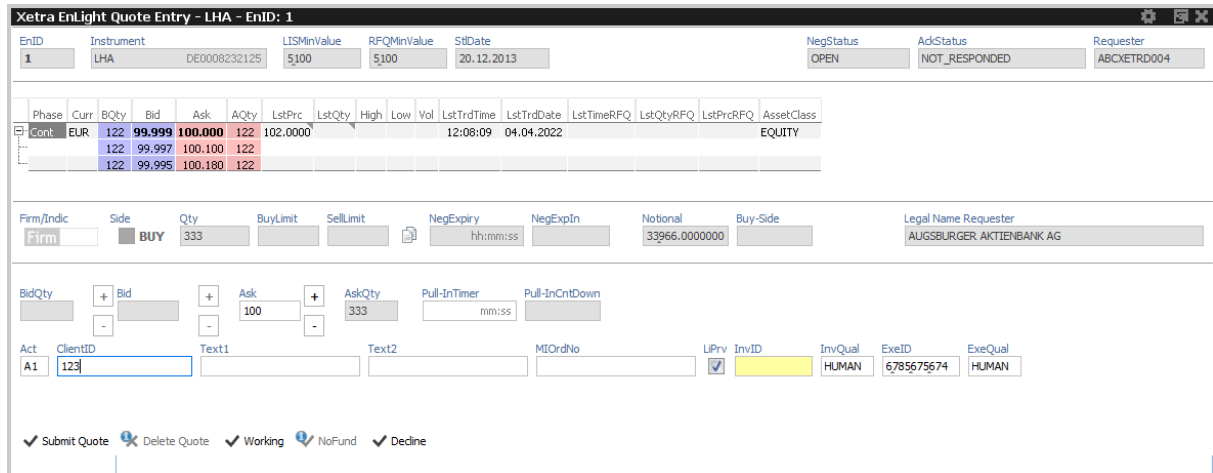 Xetra EnLight Quote Entry - LHA - EnID: 1
EnID Instrument LISMinValue RFQMinValue StlDate NegStatus AckStatus Requester
1 LHA DE0008232125 5,100 5,100 20.12.2013 OPEN NOT_RESPONDED ABCXETRD004
Phase Curr BQty Bid Ask AQty LstPrc LstQty High Low Vol LstTrdTime LstTrdDate LstTimeRFQ LstQtyRFQ LstPrcRFQ AssetClass
Cont EUR 122 99.999 100.000 122 102.0000 12:08:09 04.04.2022 EQUITY
122 99.997 100.100 122
122 99.995 100.180 122
Firm/Indic Side Qty BuyLimit SellLimit NegExpiry NegExpIn Notional Buy-Side Legal Name Requester
Firm BUY 333 hh:mm:ss 33,966.0000000 AUGSBURGER AKTIENBANK AG
BidQty + Bid + Ask + AskQty Pull-InTimer Pull-InCntDown
- - 100 - 333 mm:ss
Act ClientID Text1 Text2 MIOrdNo LiPrv InvID InvQual ExeID ExeQual
A1 123 HUMAN 6785675674 HUMAN
Submit Quote Delete Quote Working NoFund Decline